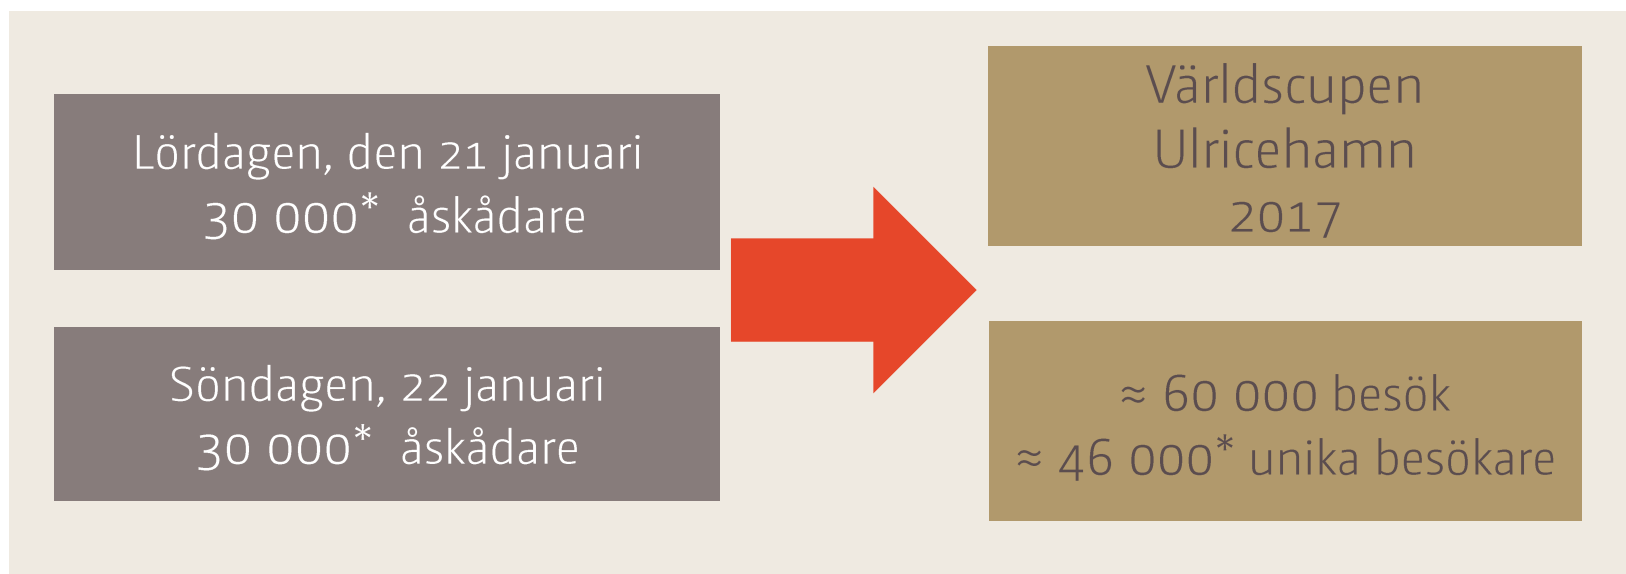 Lördagen, den 21 januari
30 000* åskådare
Söndagen, 22 januari
30 000* åskådare
Världscupen
Ulricehamn
2017
≈ 60 000 besök
≈ 46 000* unika besökare